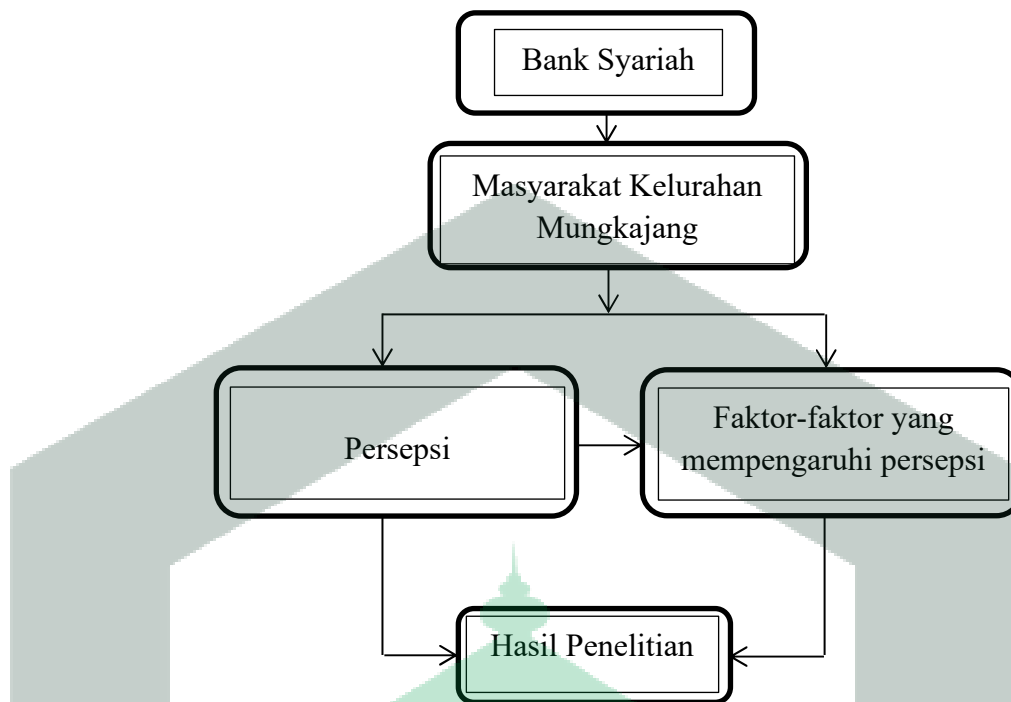 Bank Syariah
Masyarakat Kelurahan
Mungkajang
Persepsi
Faktor-faktor yang
mempengaruhi persepsi
Hasil Penelitian